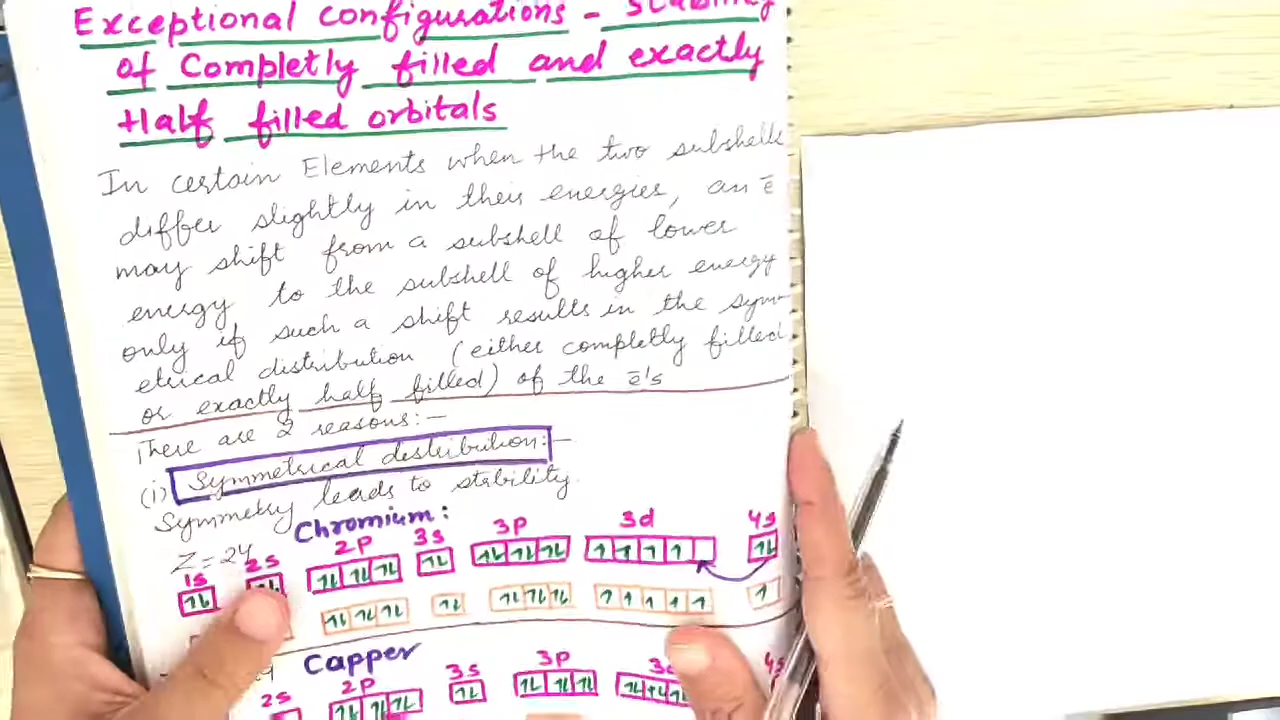 Exceptional configurations - Stability
of Completly filled and exactly
Half filled orbitals
In certain Elements when the two subshells
differ slightly in their energies, an ē
may shift from a subshell of lower
energy to the subshell of higher energy
only if such a shift results in the symm-
etrical distribution (either completly filled
or exactly half filled) of the ē's
There are 2 reasons:-
(i) Symmetrical distribution:-
Symmetry leads to stability.
Chromium:
Z=24
1s 2s 2p 3s 3p 3d 4s
Copper
2s 2p 3s 3p 3d 4s